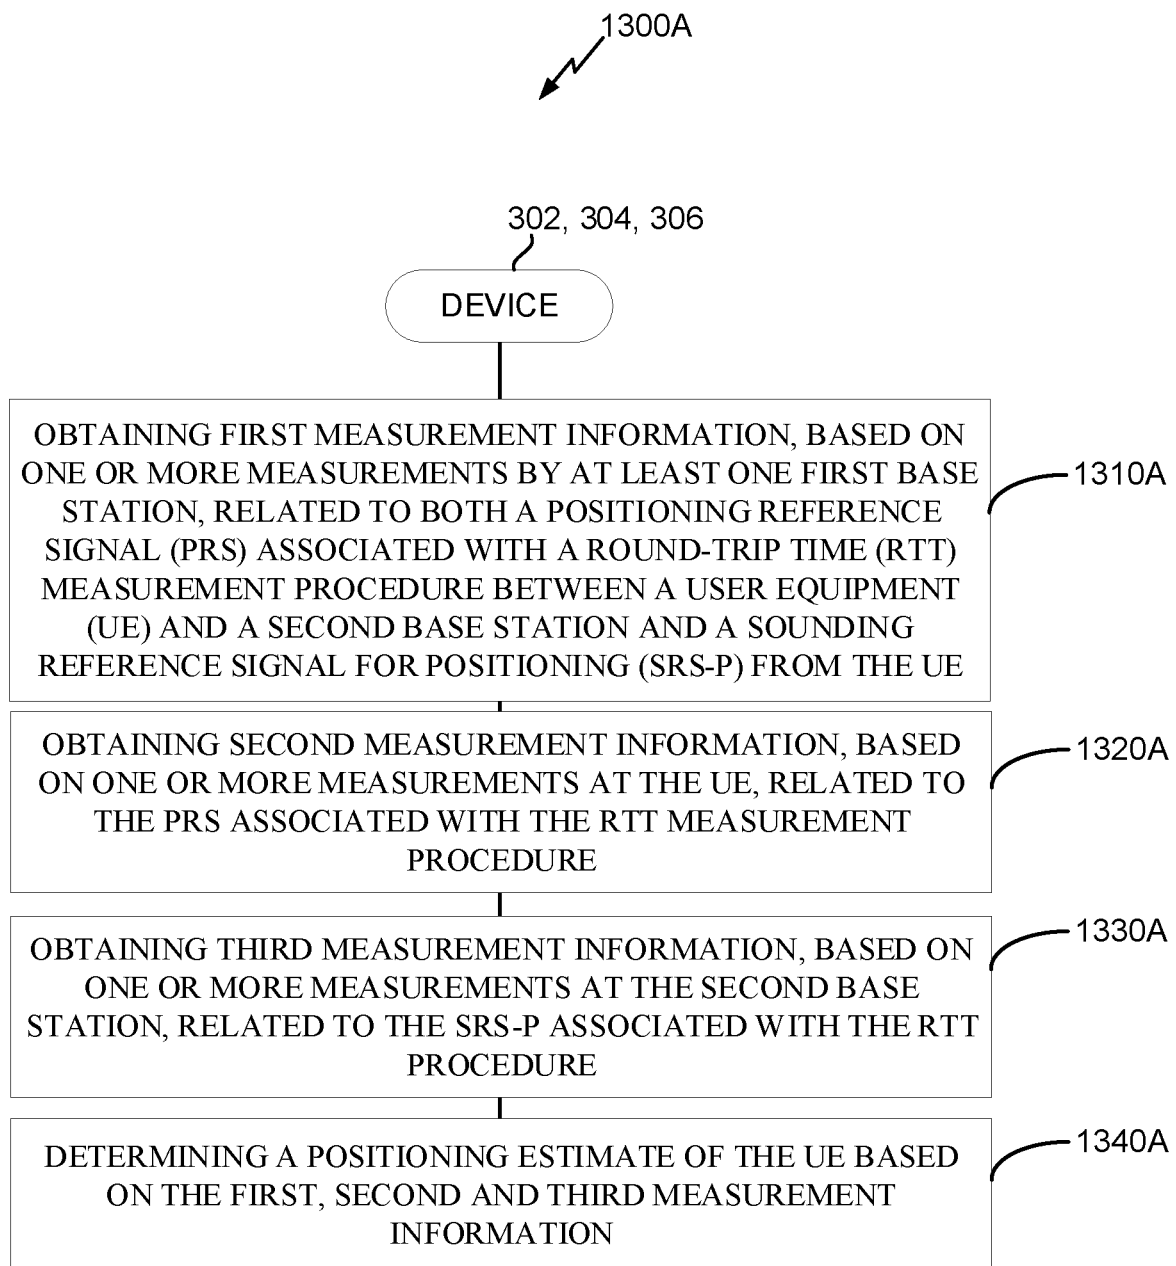 1300A
302, 304, 306
DEVICE
OBTAINING FIRST MEASUREMENT INFORMATION, BASED ON
ONE OR MORE MEASUREMENTS BY AT LEAST ONE FIRST BASE
STATION, RELATED TO BOTH A POSITIONING REFERENCE
SIGNAL (PRS) ASSOCIATED WITH A ROUND-TRIP TIME (RTT)
MEASUREMENT PROCEDURE BETWEEN A USER EQUIPMENT
(UE) AND A SECOND BASE STATION AND A SOUNDING
REFERENCE SIGNAL FOR POSITIONING (SRS-P) FROM THE UE
1310A
OBTAINING SECOND MEASUREMENT INFORMATION, BASED
ON ONE OR MORE MEASUREMENTS AT THE UE, RELATED TO
THE PRS ASSOCIATED WITH THE RTT MEASUREMENT
PROCEDURE
1320A
OBTAINING THIRD MEASUREMENT INFORMATION, BASED ON
ONE OR MORE MEASUREMENTS AT THE SECOND BASE
STATION, RELATED TO THE SRS-P ASSOCIATED WITH THE RTT
PROCEDURE
1330A
DETERMINING A POSITIONING ESTIMATE OF THE UE BASED
ON THE FIRST, SECOND AND THIRD MEASUREMENT
INFORMATION
1340A